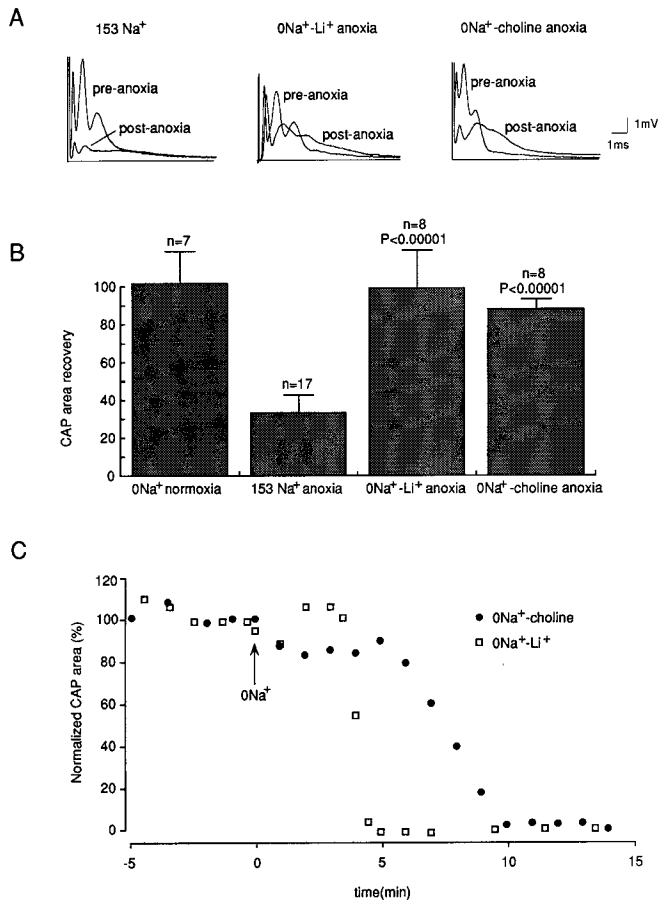 A
153 Na⁺
0Na⁺-Li⁺ anoxia
0Na⁺-choline anoxia
pre-anoxia
post-anoxia
pre-anoxia
post-anoxia
pre-anoxia
post-anoxia
1mV
1ms
B
CAP area recovery
100
80
60
40
20
0
n=7
n=17
n=8
P<0.00001
n=8
P<0.00001
0Na⁺ normoxia
153 Na⁺ anoxia
0Na⁺-Li⁺ anoxia
0Na⁺-choline anoxia
C
Normalized CAP area (%)
120
100
80
60
40
20
0
0Na⁺
0Na⁺-choline
0Na⁺-Li⁺
-5
0
5
10
15
time(min)